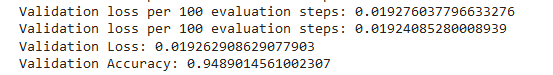 Validation loss per 100 evaluation steps: 0.019276037796633276
Validation loss per 100 evaluation steps: 0.01924085280008939
Validation Loss: 0.019262908629077903
Validation Accuracy: 0.9489014561002307